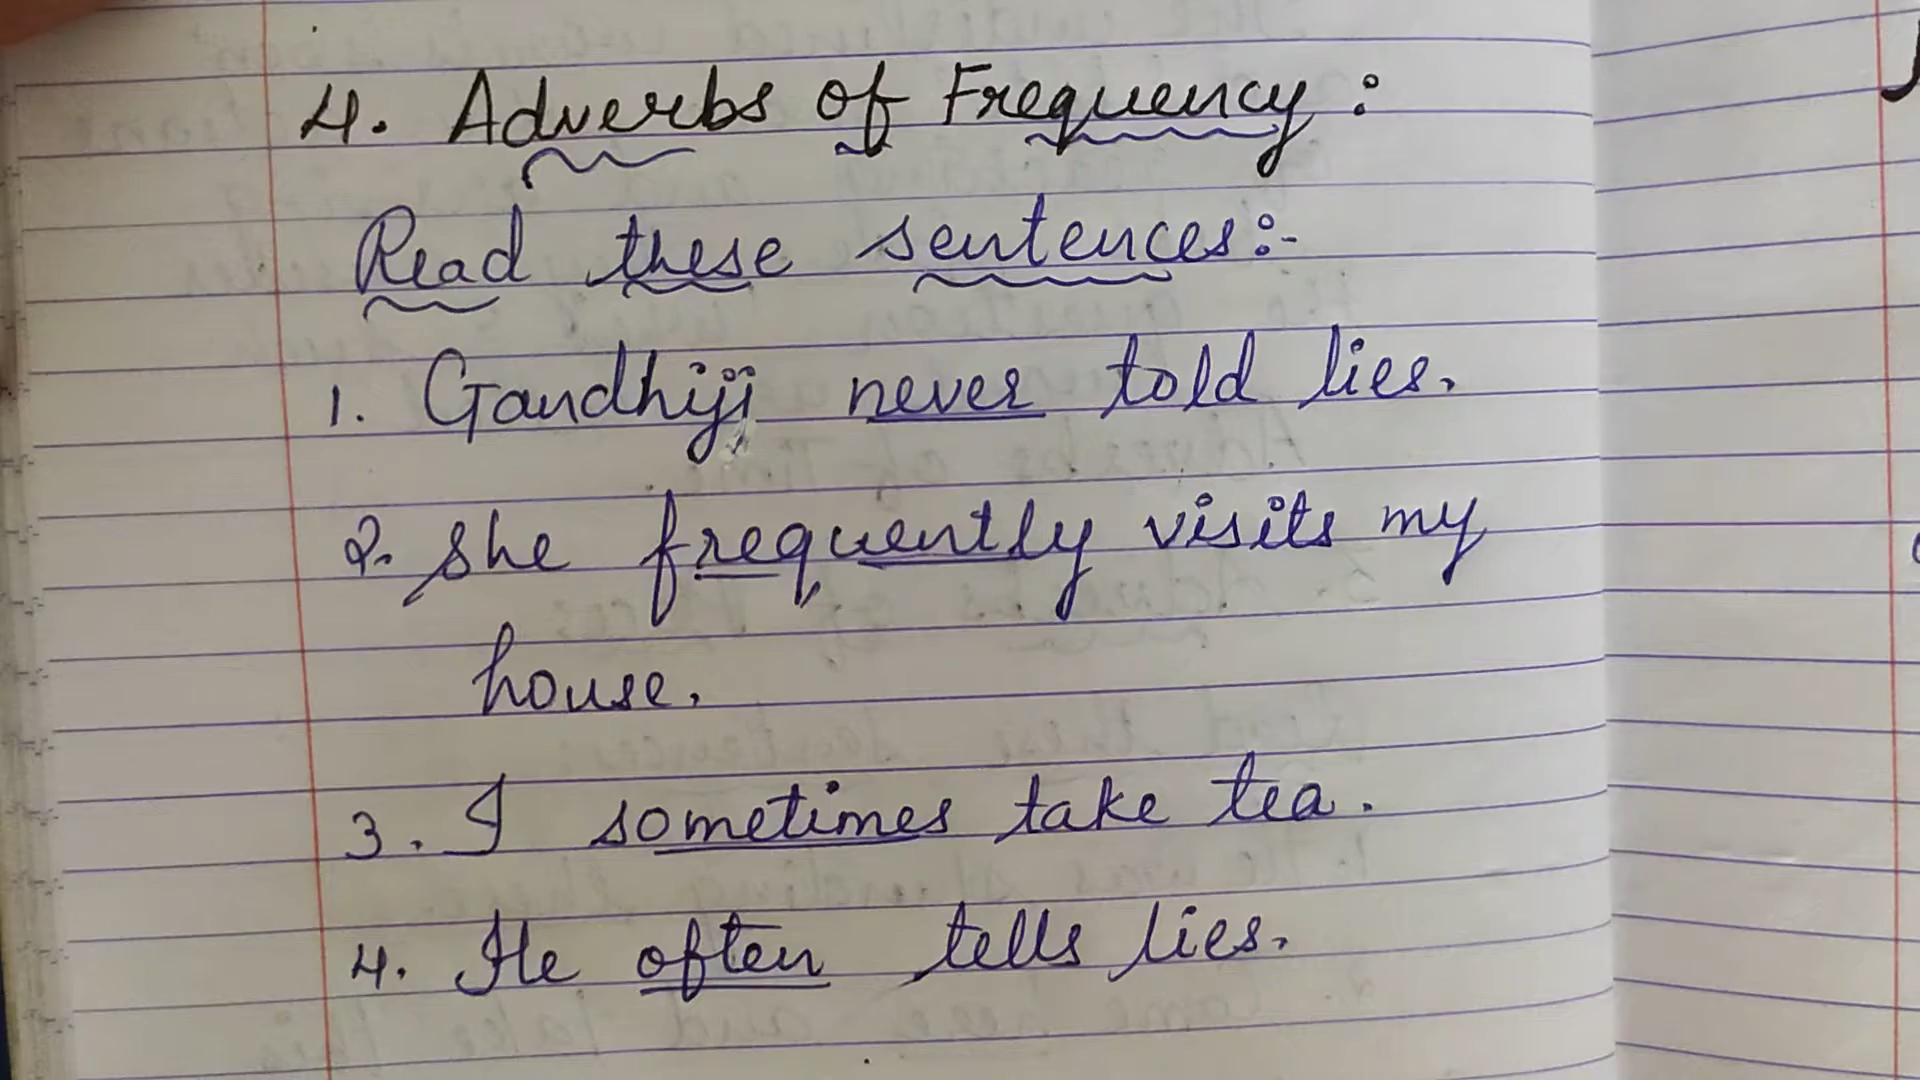 4. Adverbs of Frequency:
Read these sentences:-
1. Gandhiji never told lies.
2. She frequently visits my
house.
3. I sometimes take tea.
4. He often tells lies.